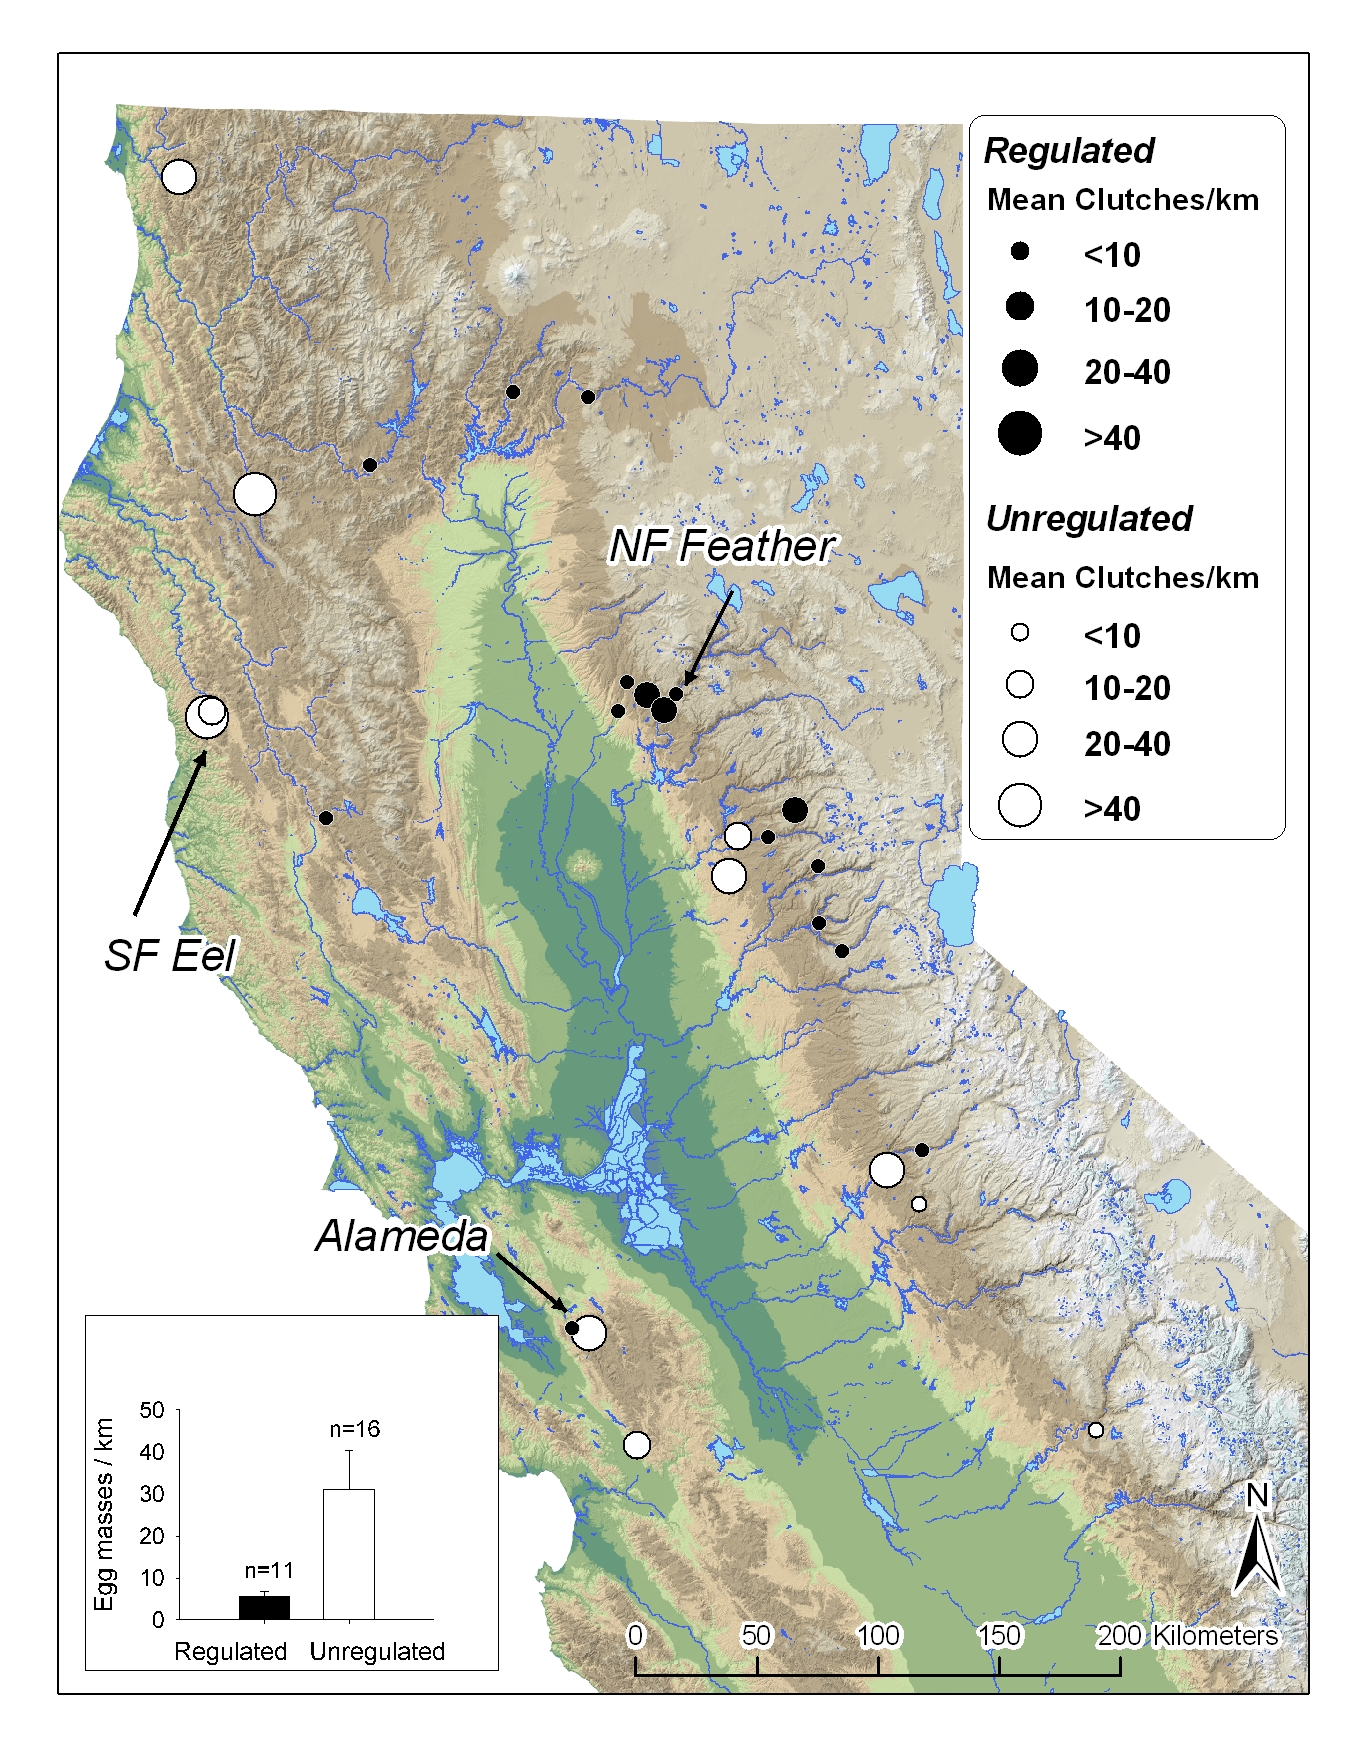 Regulated
Mean Clutches/km
<10
10-20
20-40
>40
Unregulated
Mean Clutches/km
<10
10-20
20-40
>40
NF Feather
SF Eel
Alameda
50
40
30
20
10
0
Egg masses / km
n=11
n=16
Regulated Unregulated
N
0 50 100 150 200 Kilometers